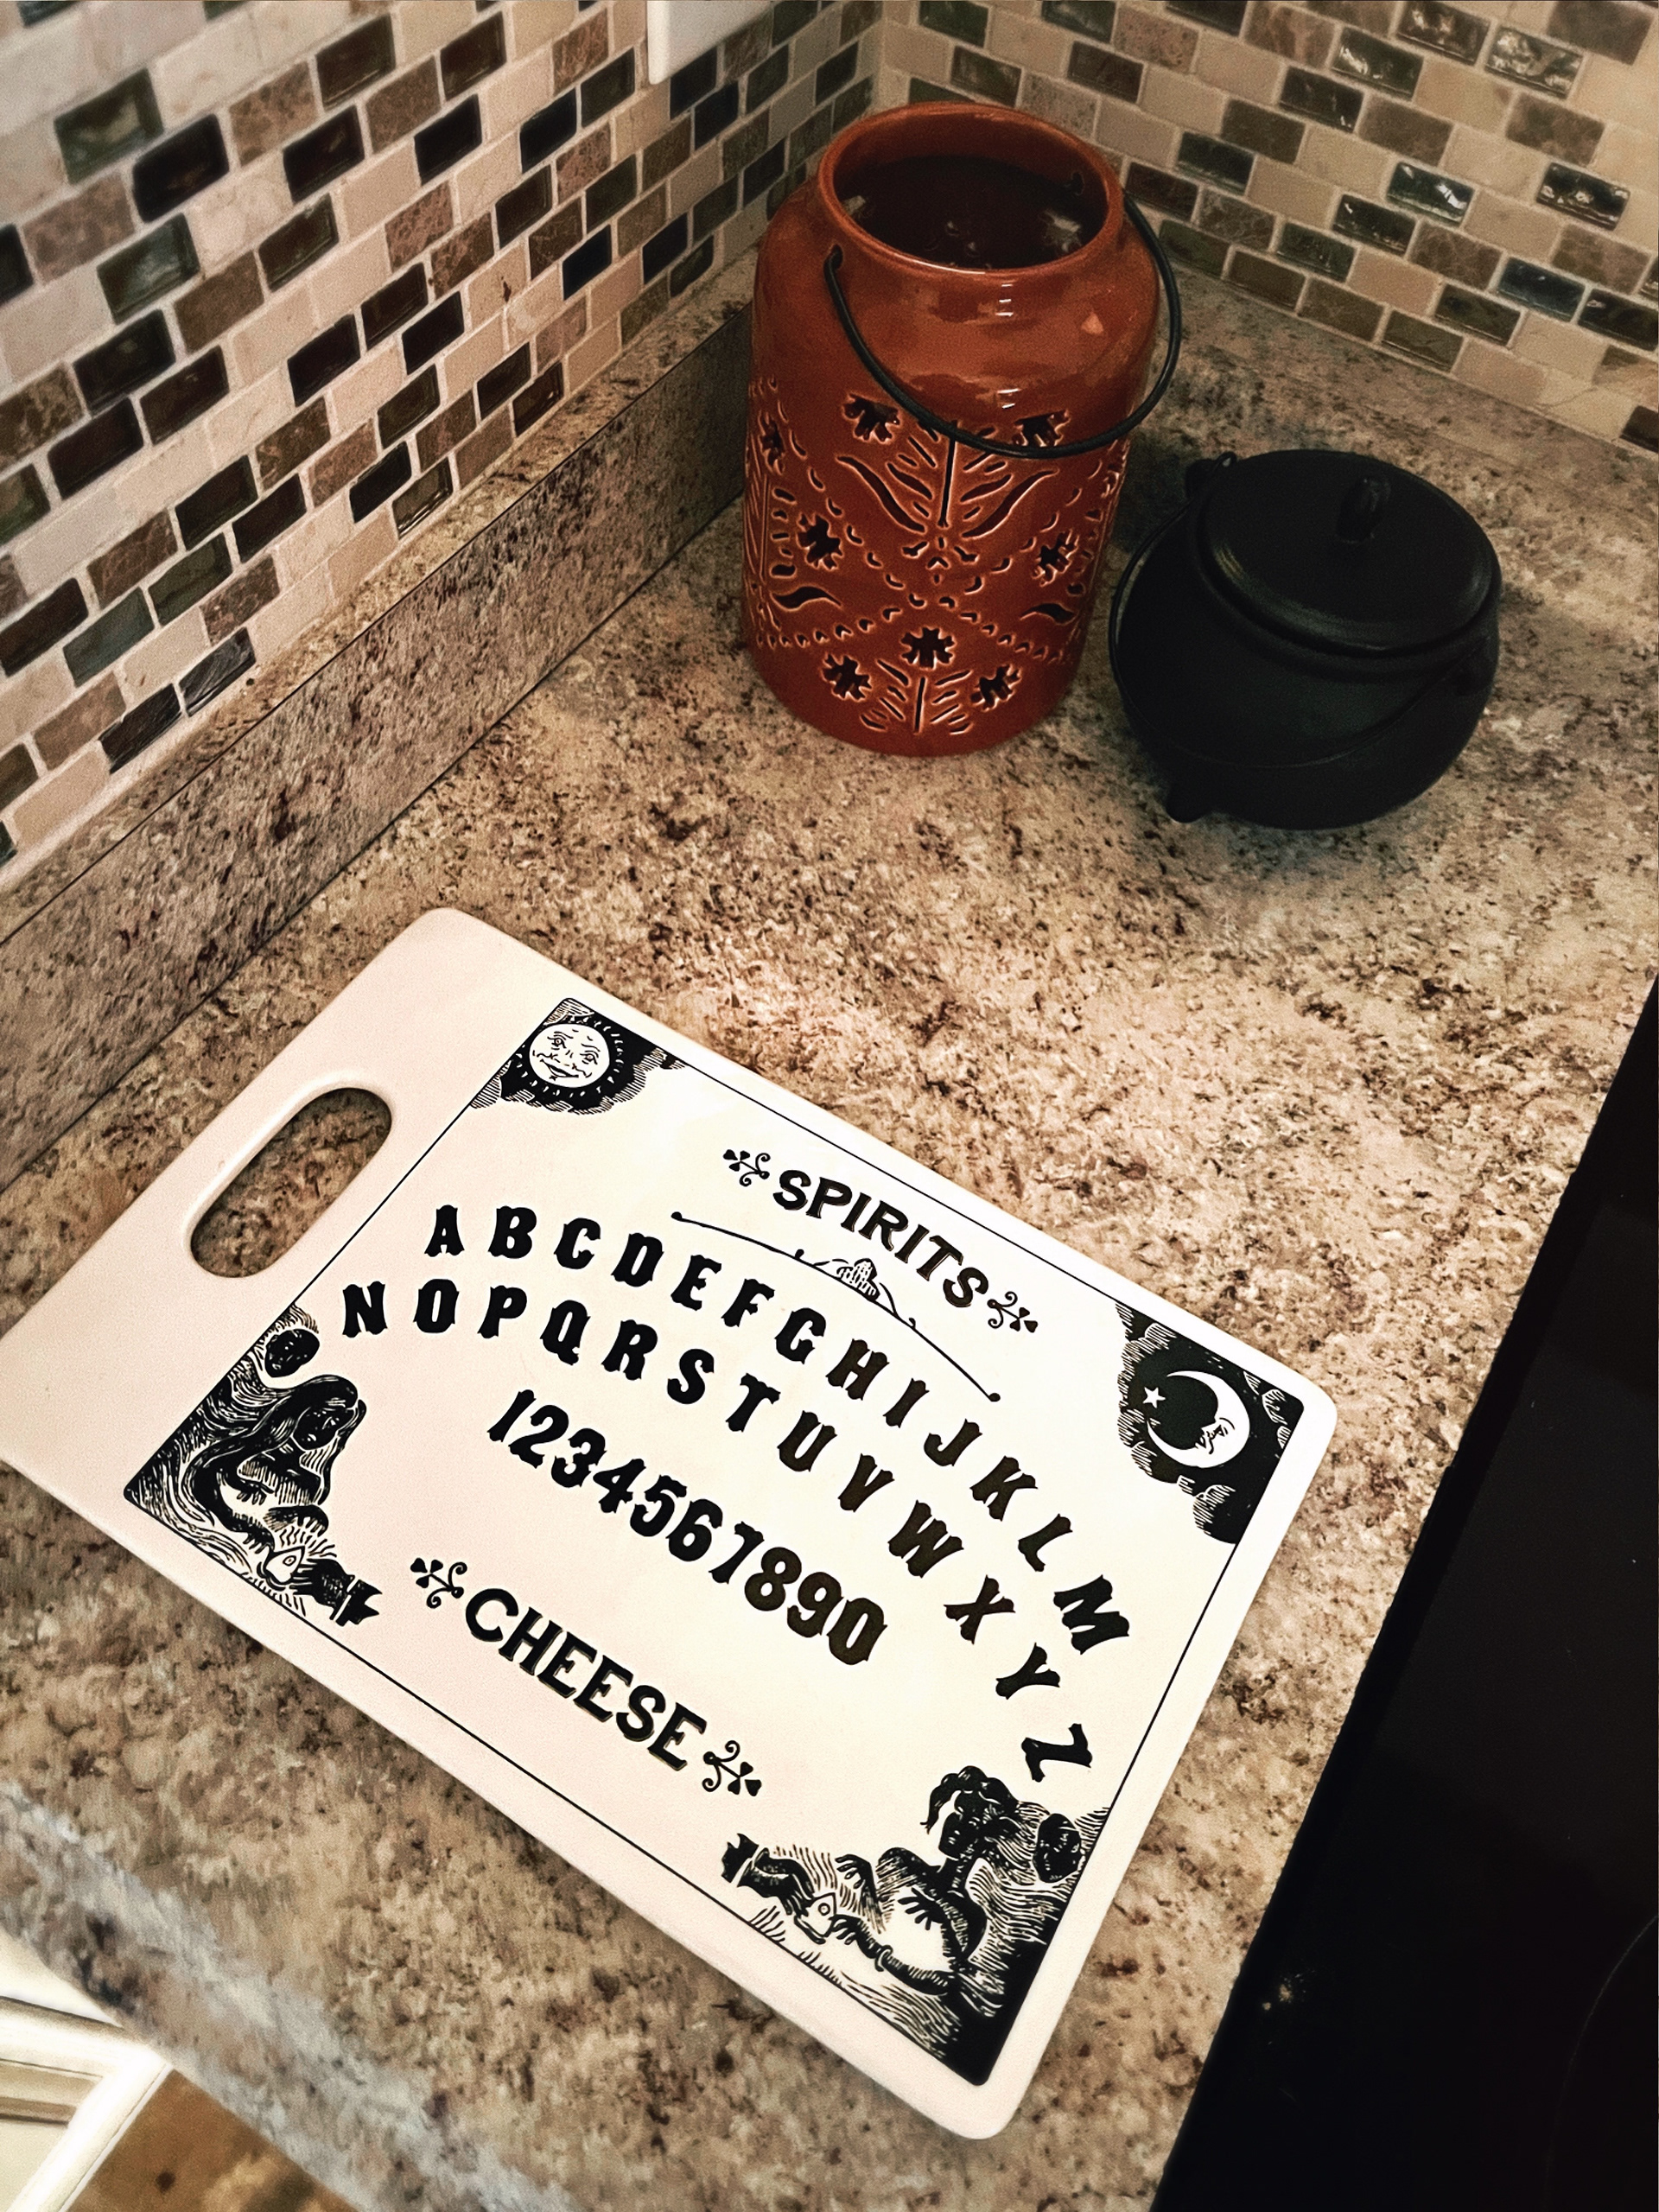 SPIRITS
ABCDEFGHIJKLM
NOPQRSTUVWXYZ
1234567890
CHEESE